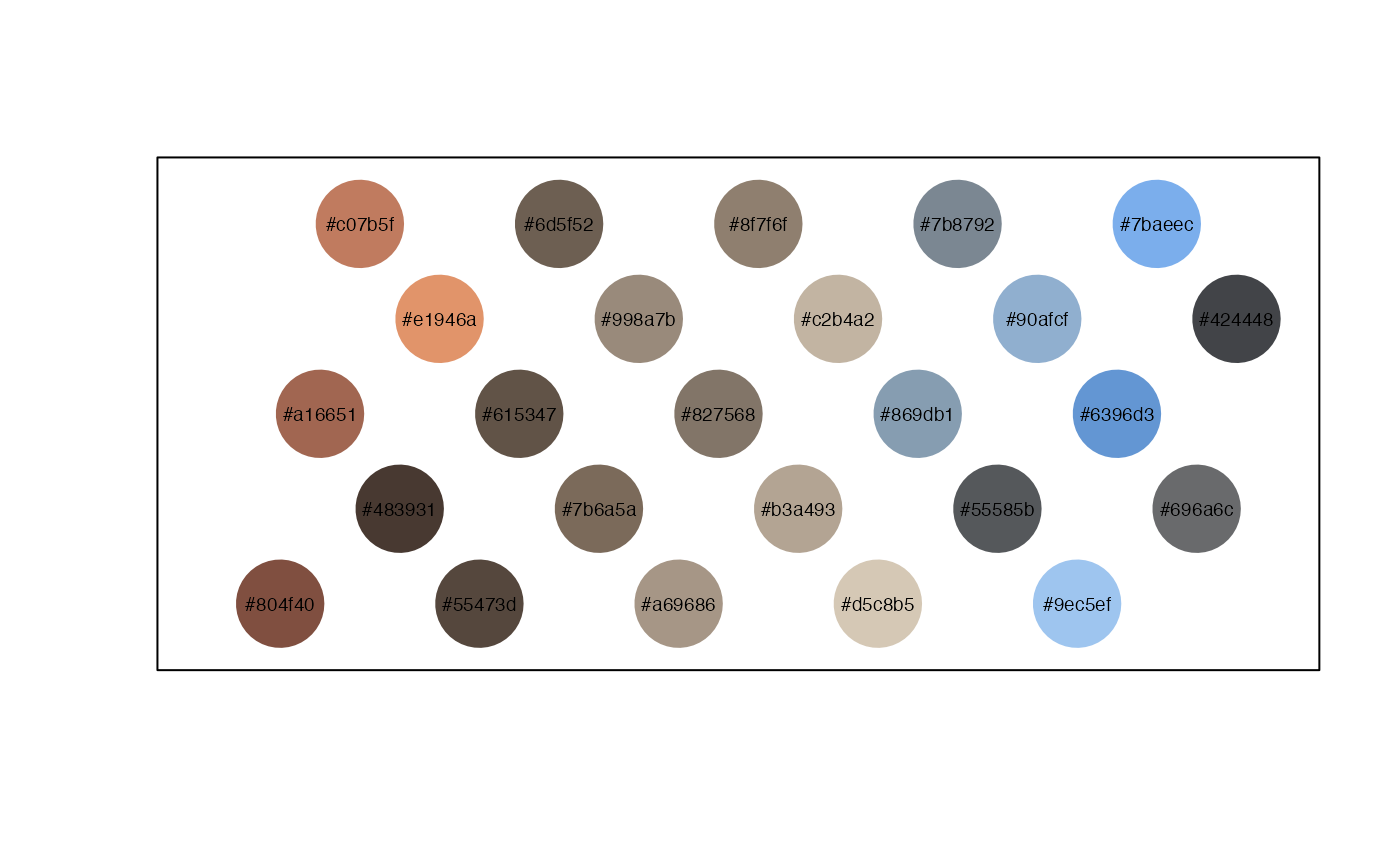 #c07b5f #6d5f52 #8f7f6f #7b8792 #7baeec
#e1946a #998a7b #c2b4a2 #90afcf #424448
#a16651 #615347 #827568 #869db1 #6396d3
#483931 #7b6a5a #b3a493 #55585b #696a6c
#804f40 #55473d #a69686 #d5c8b5 #9ec5ef